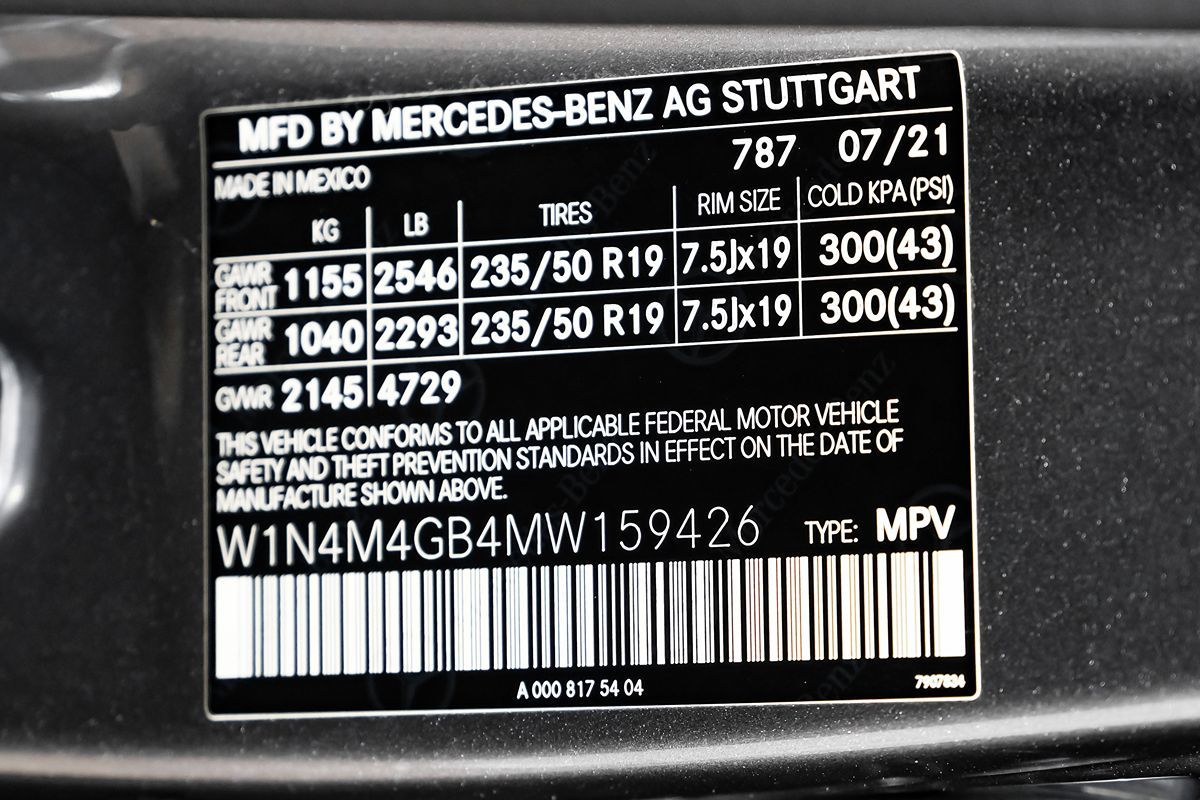 MFD BY MERCEDES-BENZ AG STUTTGART
787 07/21
MADE IN MEXICO
KG LB TIRES RIM SIZE COLD KPA (PSI)
GAWR FRONT 1155 2546 235/50 R19 7.5Jx19 300(43)
GAWR REAR 1040 2293 235/50 R19 7.5Jx19 300(43)
GVWR 2145 4729
THIS VEHICLE CONFORMS TO ALL APPLICABLE FEDERAL MOTOR VEHICLE
SAFETY AND THEFT PREVENTION STANDARDS IN EFFECT ON THE DATE OF
MANUFACTURE SHOWN ABOVE.
W1N4M4GB4MW159426 TYPE: MPV
A 000 817 54 04
7907834